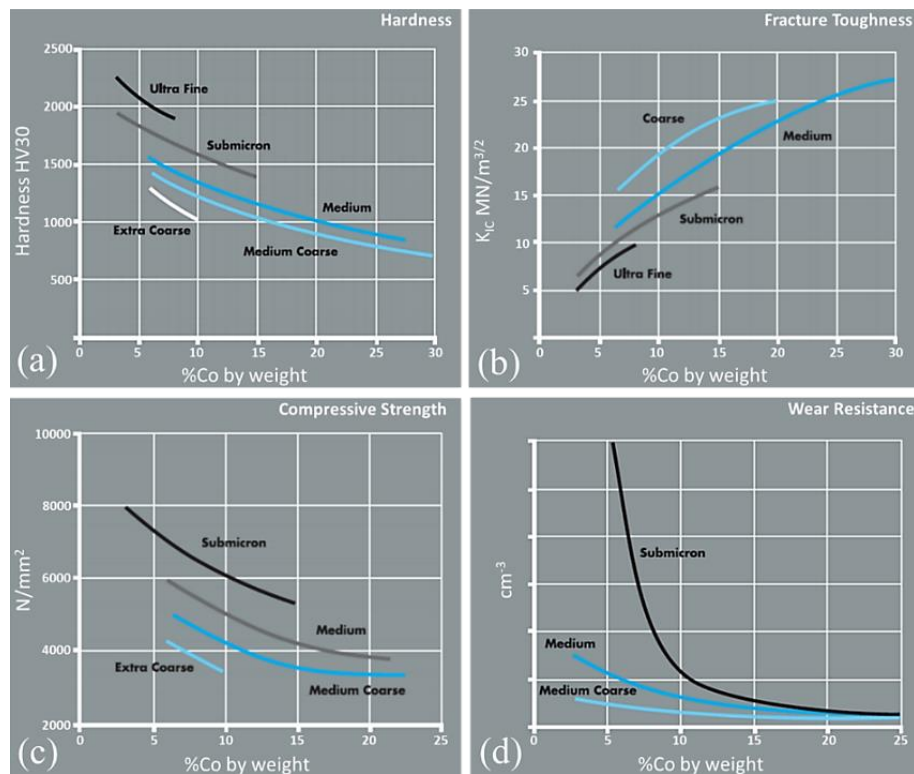 Hardness
2500
2000
1500
1000
500
Hardness HV30
Ultra Fine
Submicron
Medium
Extra Coarse
Medium Coarse
(a)
0 5 10 15 20 25 30
%Co by weight
Fracture Toughness
30
25
20
15
10
5
K_IC MN/m^3/2
Coarse
Medium
Submicron
Ultra Fine
(b)
0 5 10 15 20 25 30
%Co by weight
Compressive Strength
10000
8000
6000
4000
2000
N/mm²
Submicron
Medium
Extra Coarse
Medium Coarse
(c)
0 5 10 15 20 25
%Co by weight
Wear Resistance
cm⁻³
Submicron
Medium
Medium Coarse
(d)
0 5 10 15 20 25
%Co by weight